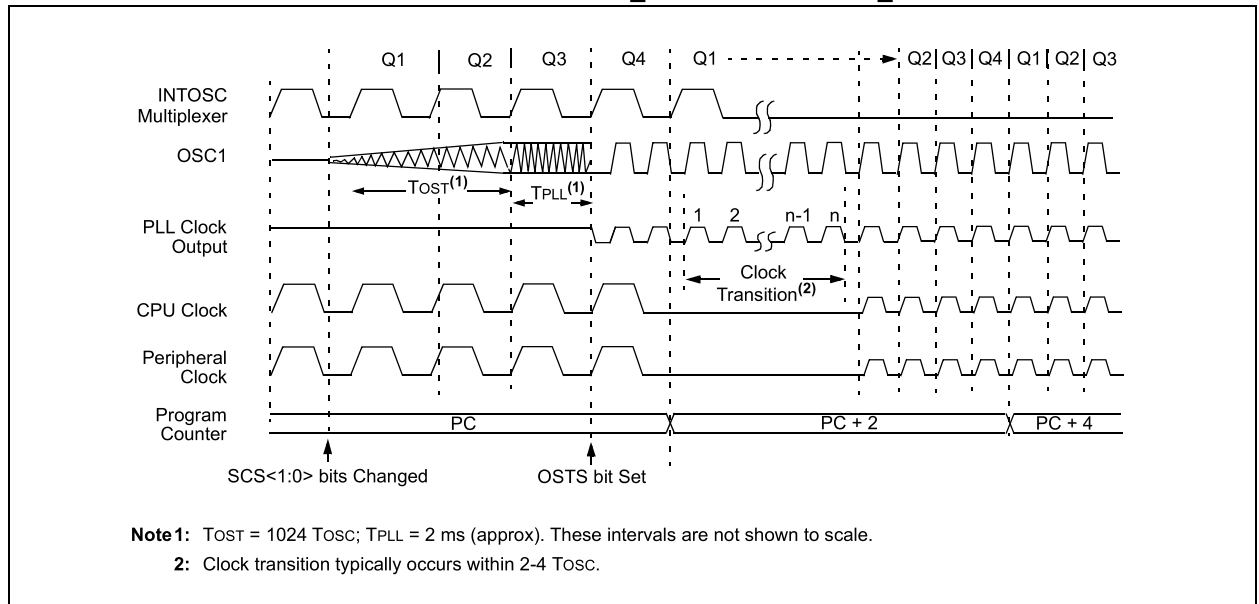 Q1 Q2 Q3 Q4 Q1 Q2 Q3 Q4 Q1 Q2 Q3
INTOSC
Multiplexer
OSC1
TOST(1)
TPLL(1)
PLL Clock
Output
1 2 n-1 n
Clock
Transition(2)
CPU Clock
Peripheral
Clock
Program
Counter
PC PC + 2 PC + 4
SCS<1:0> bits Changed
OSTS bit Set
Note1: TOST = 1024 TOSC; TPLL = 2 ms (approx). These intervals are not shown to scale.
2: Clock transition typically occurs within 2-4 TOSC.